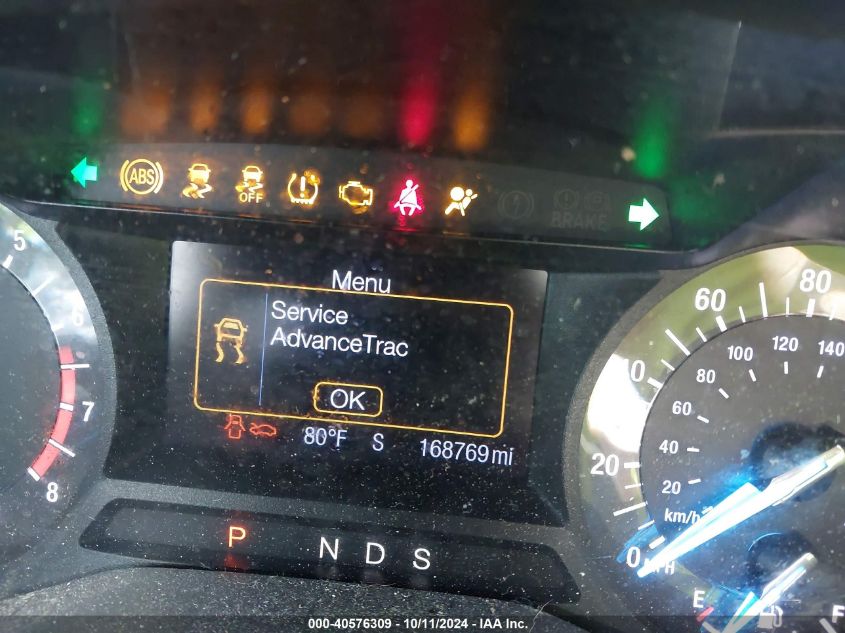 ABS
OFF
BRAKE
Menu
Service
AdvanceTrac
OK
80°F S 168769mi
P N D S
5
6
7
8
0
20
60
80
MPH
20
40
60
80
100
120
140
km/h
E
F
000-40576309 - 10/11/2024 - IAA Inc.